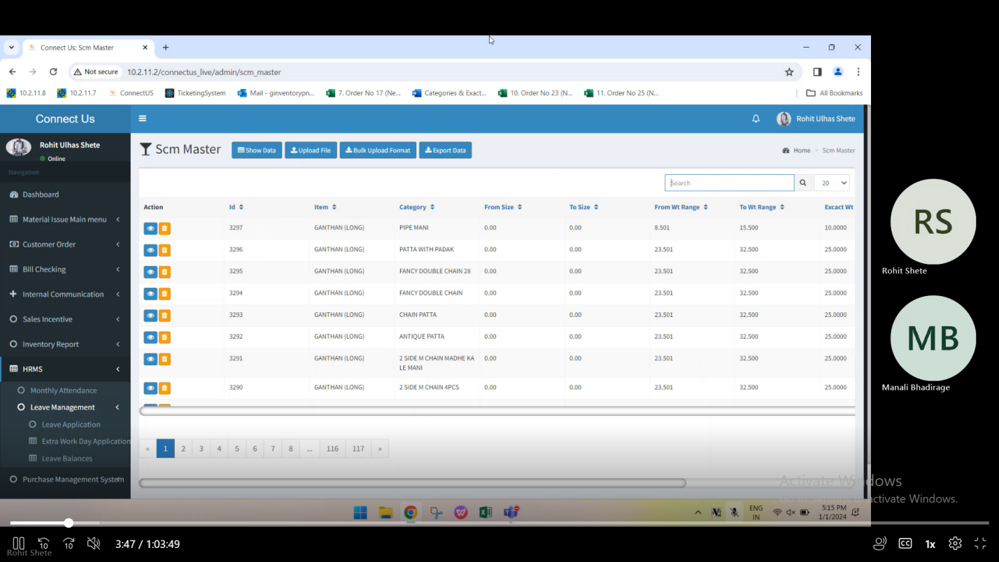 Connect Us: Scm Master
Not secure 10.2.11.2/connectus_live/admin/scm_master
10.2.11.8 10.2.11.7 ConnectUS TicketingSystem Mail - ginventorypn... 7. Order No 17 (Ne... Categories & Exact... 10. Order No 23 (N... 11. Order No 25 (N... All Bookmarks
Connect Us Rohit Ulhas Shete
Rohit Ulhas Shete
Online
Navigation
Dashboard
Material Issue Main menu
Customer Order
Bill Checking
Internal Communication
Sales Incentive
Inventory Report
HRMS
Monthly Attendance
Leave Management
Leave Application
Extra Work Day Application
Leave Balances
Purchase Management System
Scm Master Show Data Upload File Bulk Upload Format Export Data Home > Scm Master
Search 20
Action Id Item Category From Size To Size From Wt Range To Wt Range Excact Wt
3297 GANTHAN (LONG) PIPE MANI 0.00 0.00 8.501 15.500 10.0000
3296 GANTHAN (LONG) PATTA WITH PADAK 0.00 0.00 23.501 32.500 25.0000
3295 GANTHAN (LONG) FANCY DOUBLE CHAIN 28 0.00 0.00 23.501 32.500 25.0000
3294 GANTHAN (LONG) FANCY DOUBLE CHAIN 0.00 0.00 23.501 32.500 25.0000
3293 GANTHAN (LONG) CHAIN PATTA 0.00 0.00 23.501 32.500 25.0000
3292 GANTHAN (LONG) ANTIQUE PATTA 0.00 0.00 23.501 32.500 25.0000
3291 GANTHAN (LONG) 2 SIDE M CHAIN MADHE KA 0.00 0.00 23.501 32.500 25.0000
LE MANI
3290 GANTHAN (LONG) 2 SIDE M CHAIN 4PCS 0.00 0.00 23.501 32.500 25.0000
« 1 2 3 4 5 6 7 8 ... 116 117 »
RS
Rohit Shete
MB
Manali Bhadirage
Activate Windows
Go to Settings to activate Windows.
ENG
IN
5:15 PM
1/1/2024
10 10 3:47 / 1:03:49 CC 1x
Rohit Shete